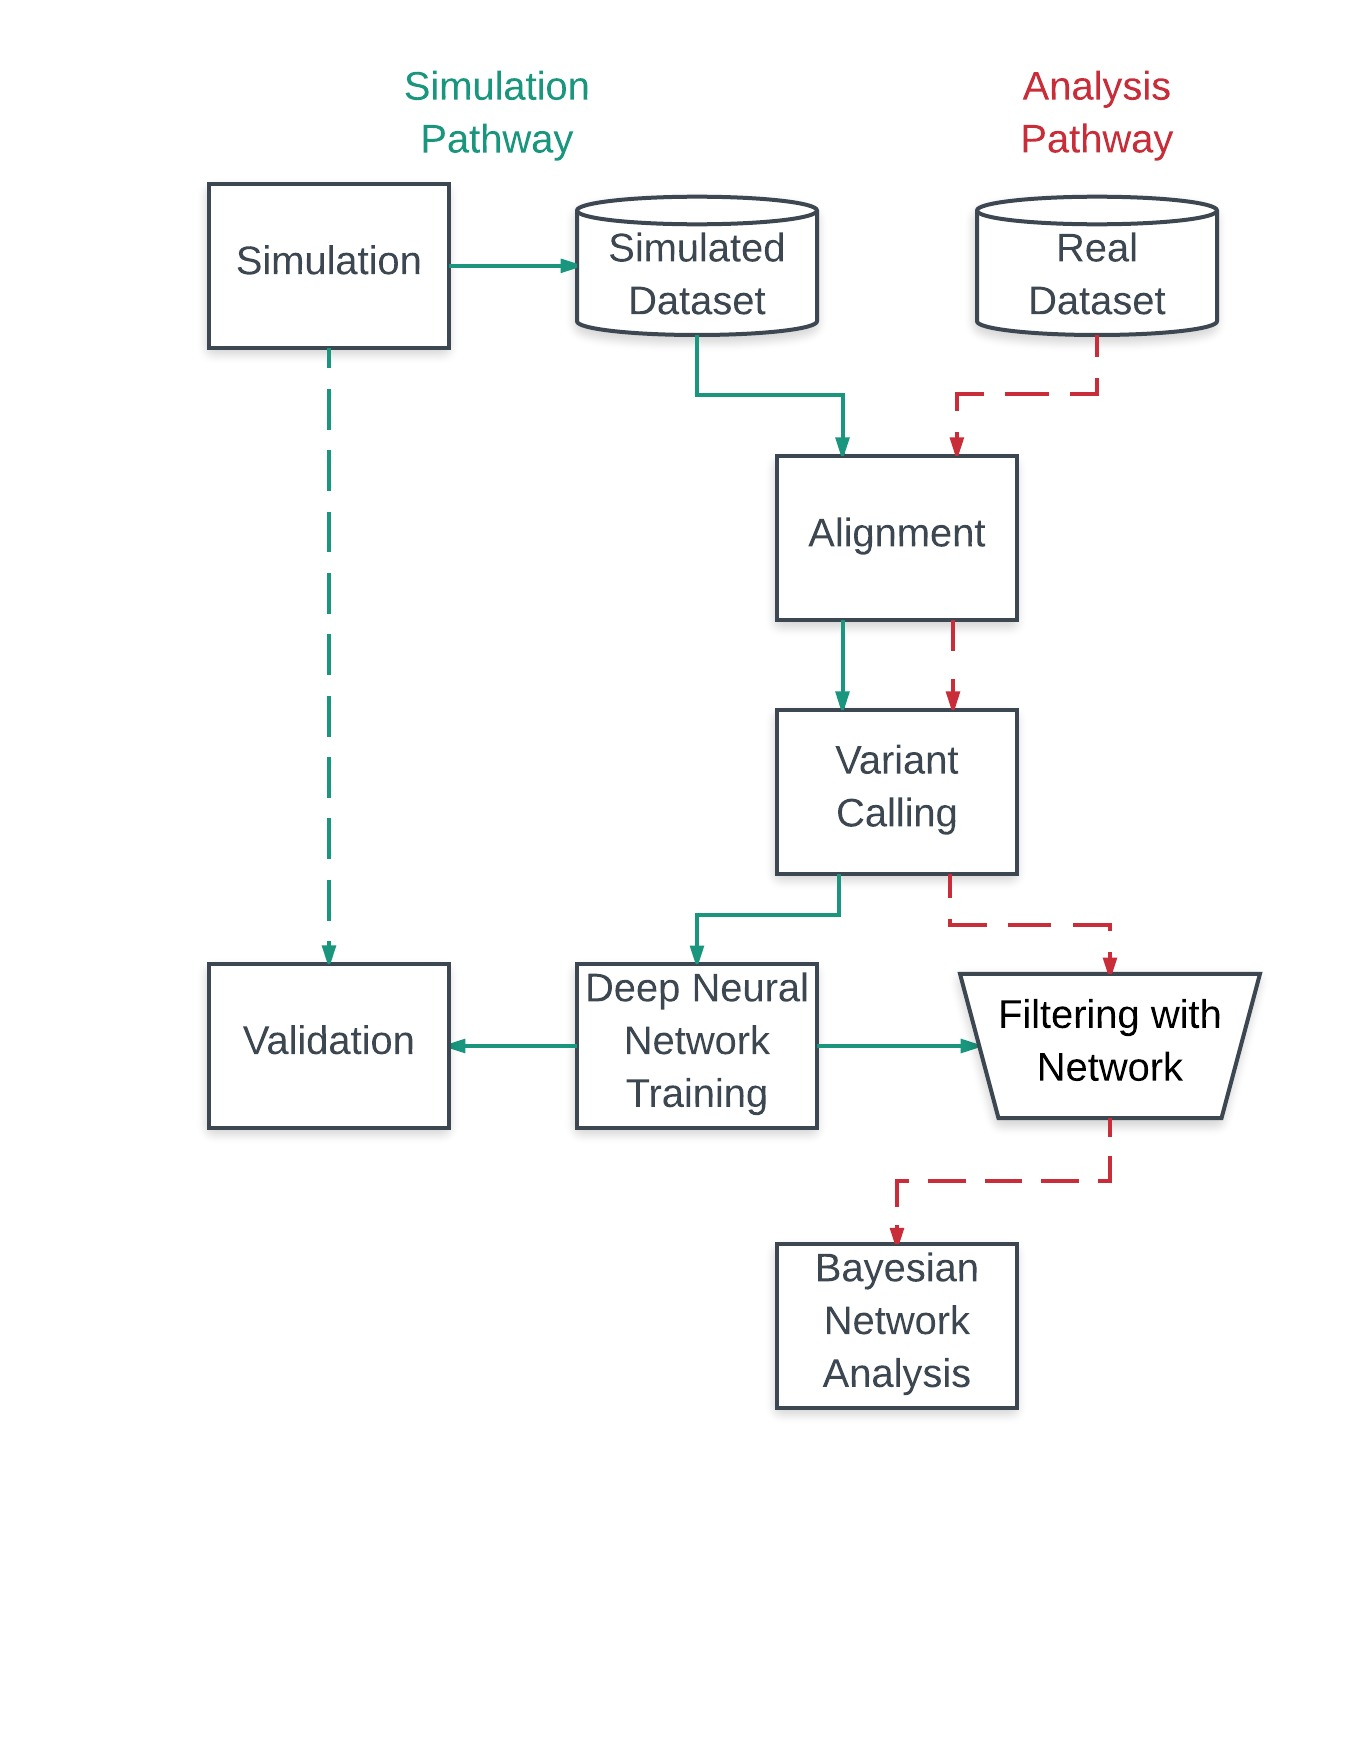 Simulation
Pathway
Analysis
Pathway
Simulation
Simulated
Dataset
Real
Dataset
Alignment
Variant
Calling
Validation
Deep Neural
Network
Training
Filtering with
Network
Bayesian
Network
Analysis